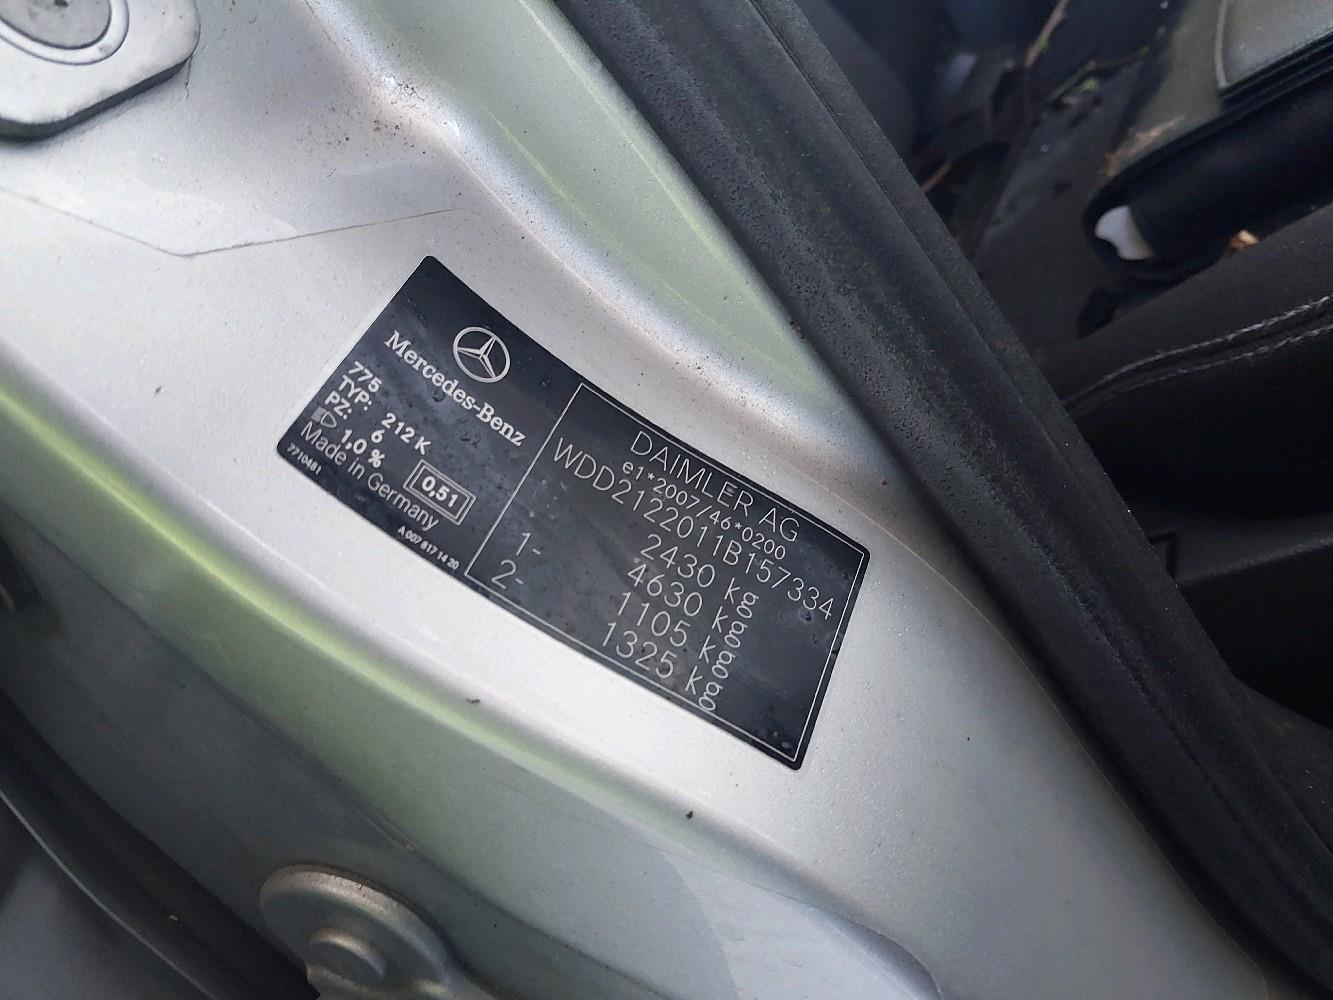 Mercedes-Benz
775
TYP: 212 K
PZ: 6
1,0 %
0,51
Made in Germany
7710481
A 007 817 14 20
DAIMLER AG
e1*2007/46*0200
WDD2122011B157334
2430 kg
4630 kg
1- 1105 kg
2- 1325 kg